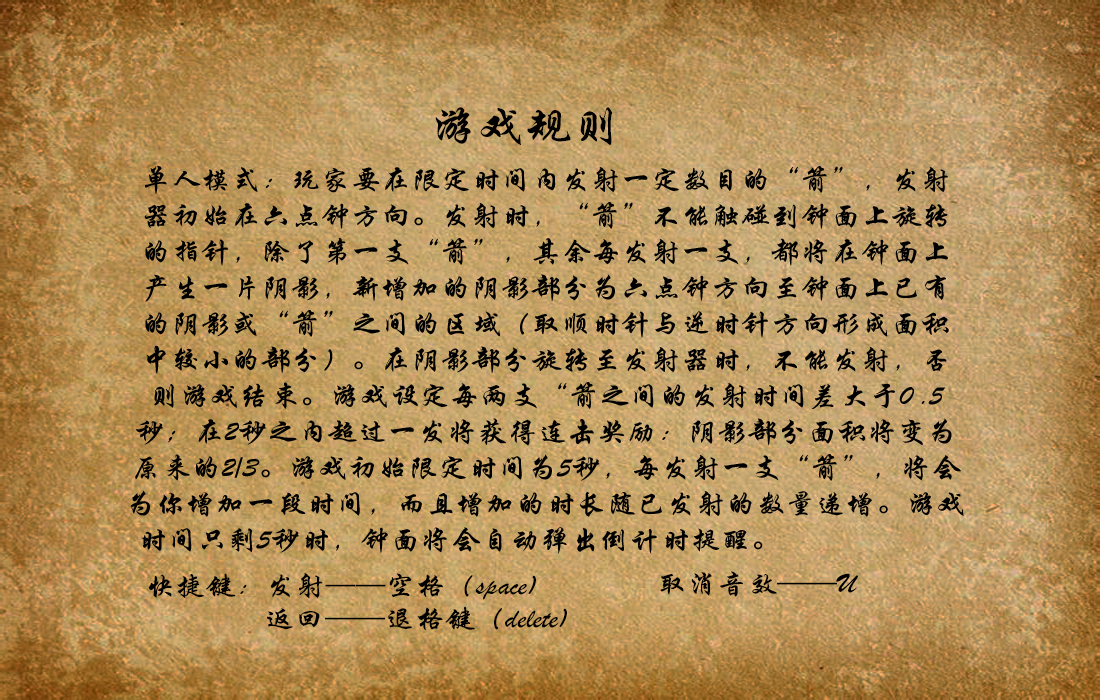 游戏规则
单人模式：玩家要在限定时间内发射一定数目的“箭”，发射
器初始在六点钟方向。发射时，“箭”不能触碰到钟面上旋转
的指针，除了第一支“箭”，其余每发射一支，都将在钟面上
产生一片阴影，新增加的阴影部分为六点钟方向至钟面上已有
的阴影或“箭”之间的区域（取顺时针与逆时针方向形成面积
中较小的部分）。在阴影部分旋转至发射器时，不能发射，否
则游戏结束。游戏设定每两支“箭之间的发射时间差大于0.5
秒；在2秒之内超过一发将获得连击奖励：阴影部分面积将变为
原来的2/3。游戏初始限定时间为5秒，每发射一支“箭”，将会
为你增加一段时间，而且增加的时长随已发射的数量递增。游戏
时间只剩5秒时，钟面将会自动弹出倒计时提醒。
快捷键：发射——空格（space） 取消音效——U
返回——退格键（delete）